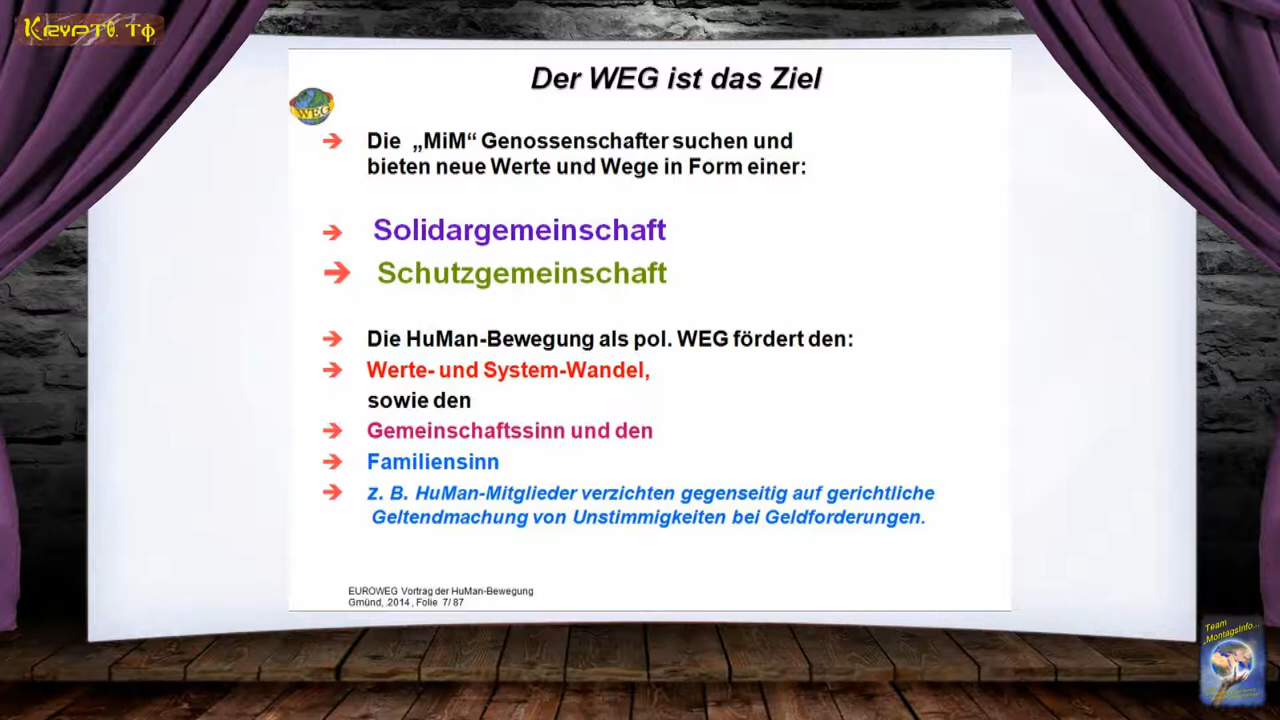 Krypto. Tφ
Der WEG ist das Ziel
WEG
➔ Die „MiM“ Genossenschafter suchen und
bieten neue Werte und Wege in Form einer:
➔ Solidargemeinschaft
➔ Schutzgemeinschaft
➔ Die HuMan-Bewegung als pol. WEG fördert den:
➔ Werte- und System-Wandel,
sowie den
➔ Gemeinschaftssinn und den
➔ Familiensinn
➔ z. B. HuMan-Mitglieder verzichten gegenseitig auf gerichtliche
Geltendmachung von Unstimmigkeiten bei Geldforderungen.
EUROWEG Vortrag der HuMan-Bewegung
Gmünd, .2014 , Folie 7/ 87
Team
„MontagsInfo...